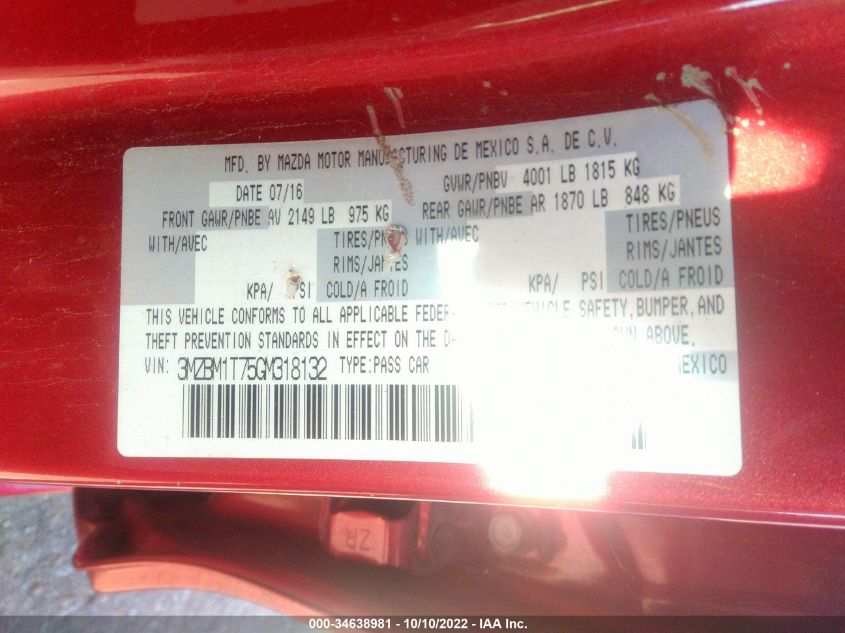 MFD. BY MAZDA MOTOR MANUFACTURING DE MEXICO S.A. DE C.V.
DATE 07/16 GVWR/PNBV 4001 LB 1815 KG
FRONT GAWR/PNBE AV 2149 LB 975 KG REAR GAWR/PNBE AR 1870 LB 848 KG
WITH/AVEC TIRES/PNEUS WITH/AVEC TIRES/PNEUS
RIMS/JANTES RIMS/JANTES
KPA/ PSI COLD/A FROID KPA/ PSI COLD/A FROID
THIS VEHICLE CONFORMS TO ALL APPLICABLE VEHICLE SAFETY, BUMPER, AND
THEFT PREVENTION STANDARDS IN EFFECT ON THE ABOVE.
VIN: 3MZBM1T75GM318132 TYPE:PASS CAR MEXICO
ZR
000-34638981 - 10/10/2022 - IAA Inc.